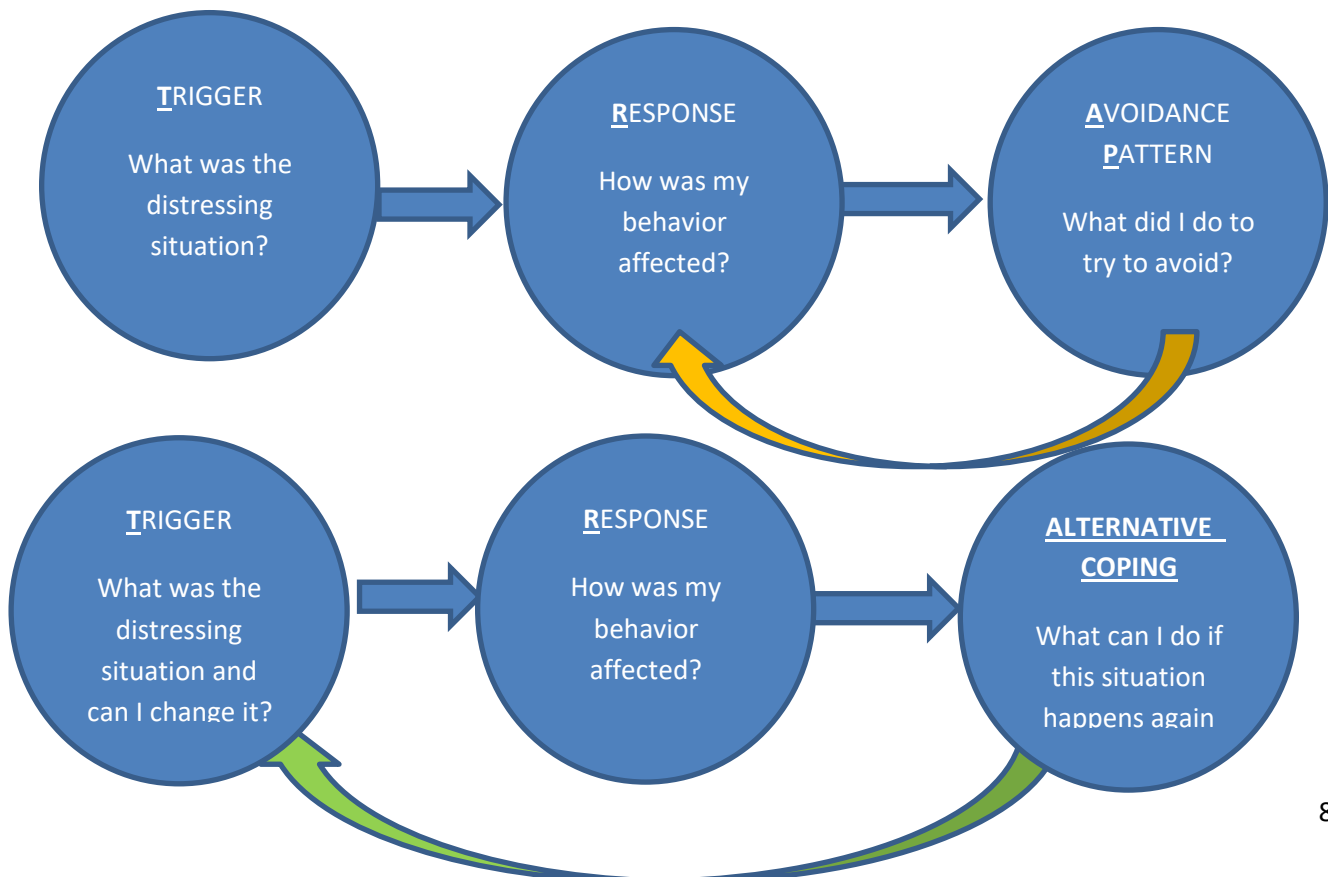 TRIGGER
What was the
distressing
situation?
RESPONSE
How was my
behavior
affected?
AVOIDANCE
PATTERN
What did I do to
try to avoid?
TRIGGER
What was the
distressing
situation and
can I change it?
RESPONSE
How was my
behavior
affected?
ALTERNATIVE
COPING
What can I do if
this situation
happens again
8